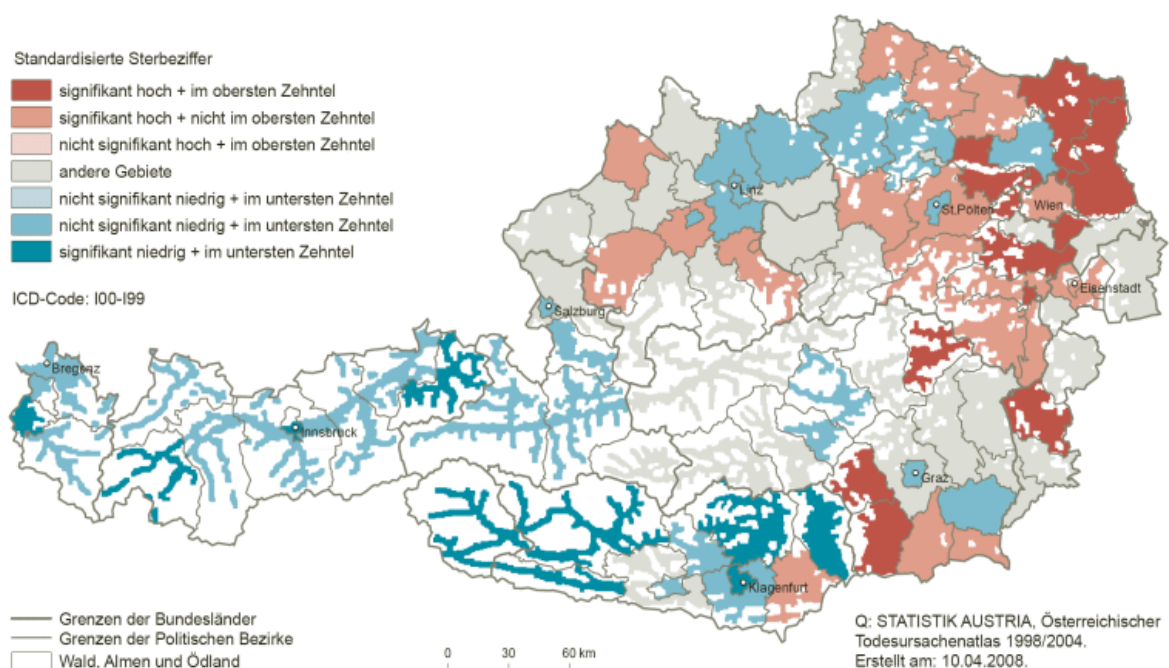 Standardisierte Sterbeziffer
signifikant hoch + im obersten Zehntel
signifikant hoch + nicht im obersten Zehntel
nicht signifikant hoch + im obersten Zehntel
andere Gebiete
nicht signifikant niedrig + im untersten Zehntel
nicht signifikant niedrig + im untersten Zehntel
signifikant niedrig + im untersten Zehntel
ICD-Code: I00-I99
Linz
St.Pölten
Wien
Eisenstadt
Salzburg
Bregenz
Innsbruck
Graz
Klagenfurt
Grenzen der Bundesländer
Grenzen der Politischen Bezirke
Wald, Almen und Ödland
0 30 60 km
Q: STATISTIK AUSTRIA, Österreichischer
Todesursachenatlas 1998/2004.
Erstellt am: 10.04.2008.